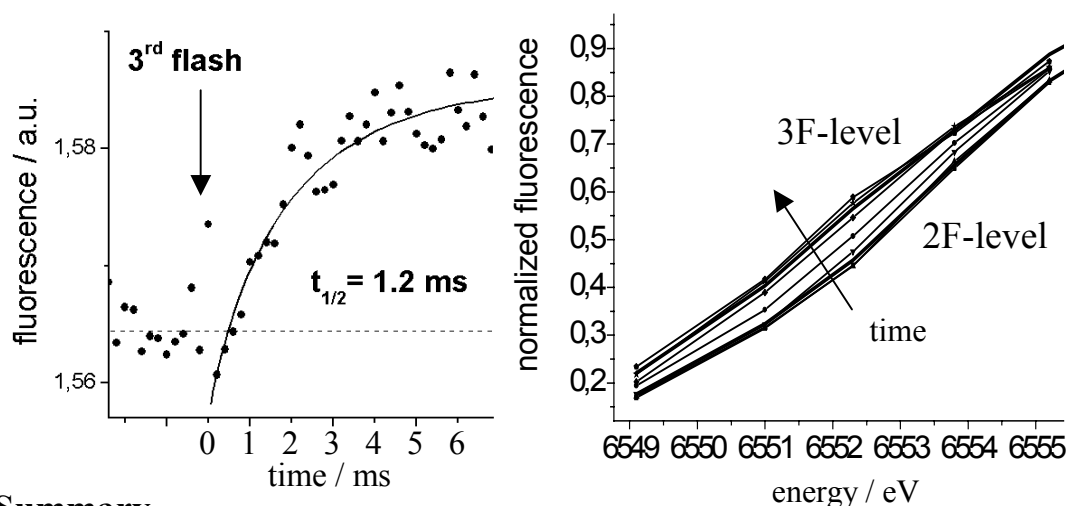 3rd flash
fluorescence / a.u.
1,58
1,56
t1/2= 1.2 ms
0 1 2 3 4 5 6
time / ms
normalized fluorescence
0,9
0,8
0,7
0,6
0,5
0,4
0,3
0,2
3F-level
2F-level
time
6549 6550 6551 6552 6553 6554 6555
energy / eV
Summary